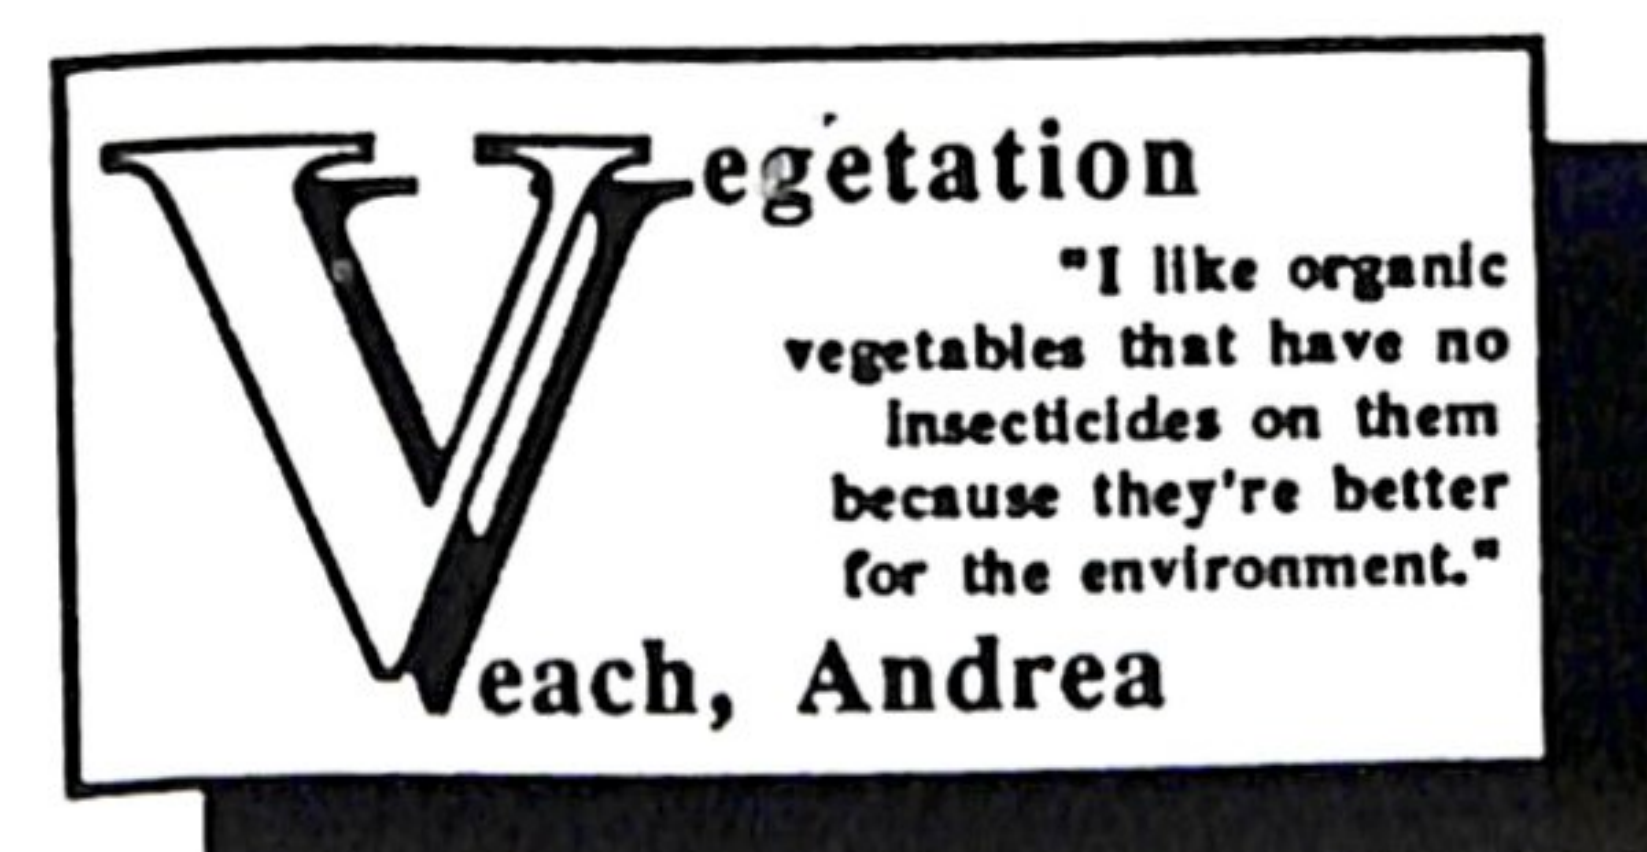 Vegetation
"I like organic
vegetables that have no
insecticides on them
because they're better
for the environment."
Veach, Andrea